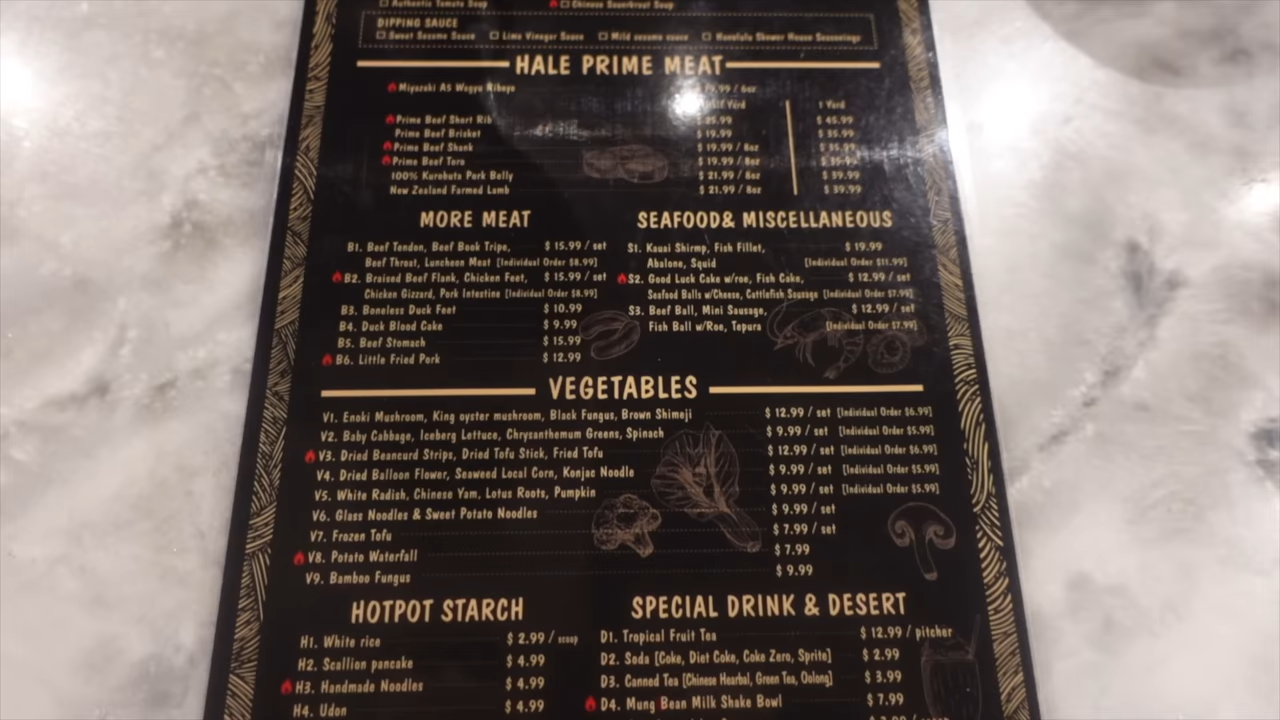 Authentic Tomato Soup Chinese Sauerkraut Soup
DIPPING SAUCE
Sweet Sesame Sauce Lime Vinegar Sauce Mild sesame sauce Honolulu Shower House Seasonings
HALE PRIME MEAT
Miyazaki A5 Wagyu Ribeye 9.99 / 6oz
Half Yard 1 Yard
Prime Beef Short Rib 25.99 $ 45.99
Prime Beef Brisket $ 19.99 $ 35.99
Prime Beef Shank $ 19.99 / 8oz $ 35.99
Prime Beef Toro $ 19.99 / 8oz $ 35.99
100% Kurobuta Pork Belly $ 21.99 / 8oz $ 39.99
New Zealand Farmed Lamb $ 21.99 / 8oz $ 39.99
MORE MEAT
B1. Beef Tendon, Beef Book Tripe, $ 15.99 / set
Beef Throat, Luncheon Meat [Individual Order $8.99]
B2. Braised Beef Flank, Chicken Feet, $ 15.99 / set
Chicken Gizzard, Pork Intestine [Individual Order $8.99]
B3. Boneless Duck Feet $ 10.99
B4. Duck Blood Cake $ 9.99
B5. Beef Stomach $ 15.99
B6. Little Fried Pork $ 12.99
SEAFOOD& MISCELLANEOUS
S1. Kauai Shirmp, Fish Fillet, $ 19.99
Abalone, Squid [Individual Order $11.99]
S2. Good Luck Cake w/roe, Fish Cake, $ 12.99 / set
Seafood Balls w/Cheese, Cattlefish Sausage [Individual Order $7.99]
S3. Beef Ball, Mini Sausage, $ 12.99 / set
Fish Ball w/Roe, Tapura [Individual Order $7.99]
VEGETABLES
V1. Enoki Mushroom, King oyster mushroom, Black Fungus, Brown Shimeji $ 12.99 / set [Individual Order $6.99]
V2. Baby Cabbage, Iceberg Lettuce, Chrysanthemum Greens, Spinach $ 9.99 / set [Individual Order $5.99]
V3. Dried Beancurd Strips, Dried Tofu Stick, Fried Tofu $ 12.99 / set [Individual Order $6.99]
V4. Dried Balloon Flower, Seaweed Local Corn, Konjac Noodle $ 9.99 / set [Individual Order $5.99]
V5. White Radish, Chinese Yam, Lotus Roots, Pumpkin $ 9.99 / set [Individual Order $5.99]
V6. Glass Noodles & Sweet Potato Noodles $ 9.99 / set
V7. Frozen Tofu $ 7.99 / set
V8. Potato Waterfall $ 7.99
V9. Bamboo Fungus $ 9.99
HOTPOT STARCH
H1. White rice $ 2.99 / scoop
H2. Scallion pancake $ 4.99
H3. Handmade Noodles $ 4.99
H4. Udon $ 4.99
SPECIAL DRINK & DESERT
D1. Tropical Fruit Tea $ 12.99 / pitcher
D2. Soda [Coke, Diet Coke, Coke Zero, Sprite] $ 2.99
D3. Canned Tea [Chinese Hearbal, Green Tea, Oolong] $ 3.99
D4. Mung Bean Milk Shake Bowl $ 7.99